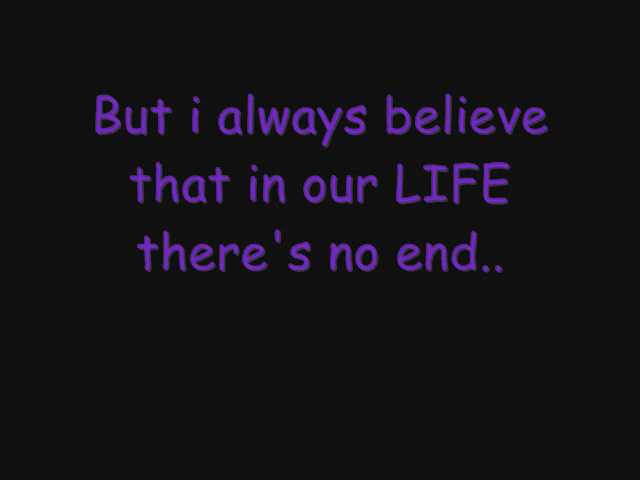 But i always believe
that in our LIFE
there's no end..